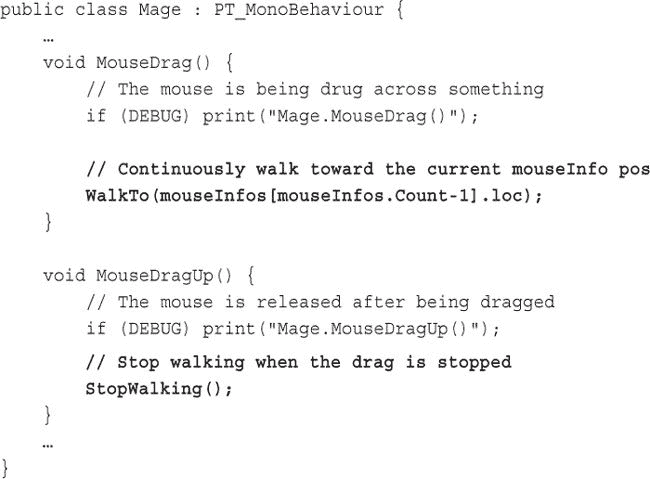 public class Mage : PT_MonoBehaviour {
    …
    void MouseDrag() {
        // The mouse is being drug across something
        if (DEBUG) print("Mage.MouseDrag()");

        // Continuously walk toward the current mouseInfo pos
        WalkTo(mouseInfos[mouseInfos.Count-1].loc);
    }

    void MouseDragUp() {
        // The mouse is released after being dragged
        if (DEBUG) print("Mage.MouseDragUp()");
        // Stop walking when the drag is stopped
        StopWalking();
    }
    …
}